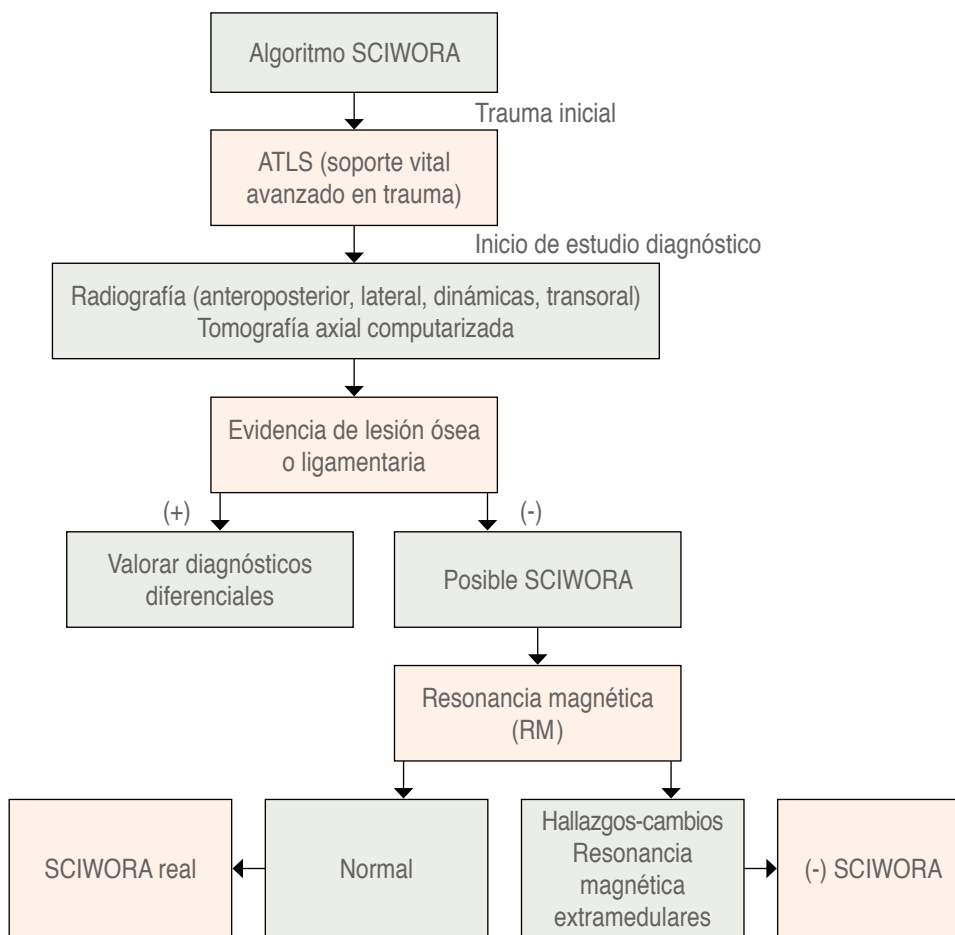 Algoritmo SCIWORA
Trauma inicial
ATLS (soporte vital
avanzado en trauma)
Inicio de estudio diagnóstico
Radiografía (anteroposterior, lateral, dinámicas, transoral)
Tomografía axial computarizada
Evidencia de lesión ósea
o ligamentaria
(+)
(-)
Valorar diagnósticos
diferenciales
Posible SCIWORA
Resonancia magnética
(RM)
SCIWORA real
Normal
Hallazgos-cambios
Resonancia
magnética
extramedulares
(-) SCIWORA